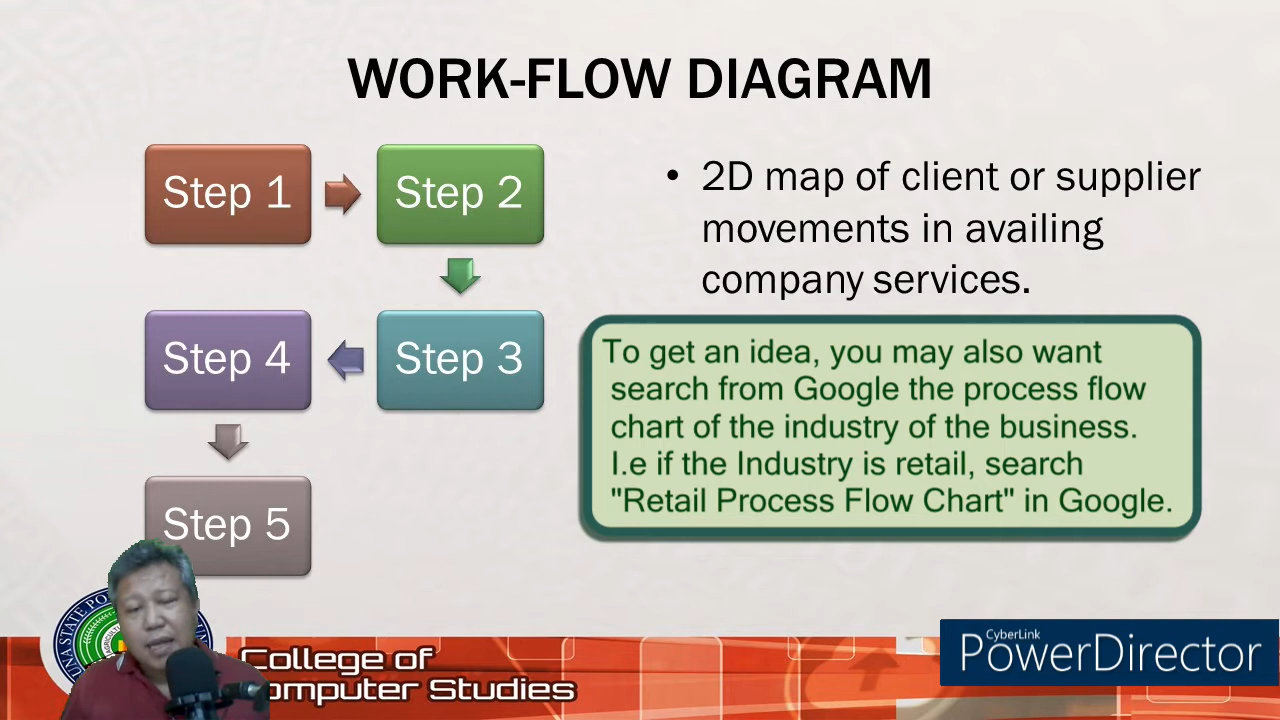 WORK-FLOW DIAGRAM
Step 1
Step 2
Step 4
Step 3
Step 5
• 2D map of client or supplier
movements in availing
company services.
To get an idea, you may also want
search from Google the process flow
chart of the industry of the business.
I.e if the Industry is retail, search
"Retail Process Flow Chart" in Google.
College of
omputer Studies
CyberLink
PowerDirector